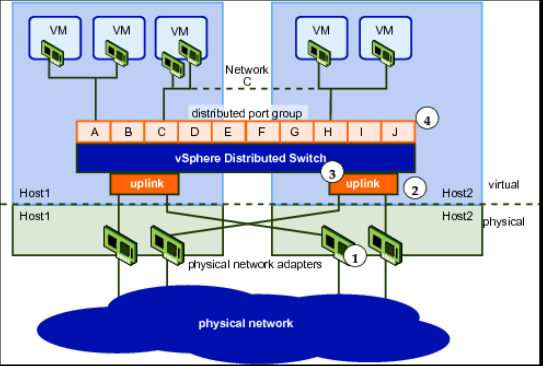 VM VM VM VM VM
Network
C
distributed port group
A B C D E F G H I J 4
vSphere Distributed Switch
3
uplink uplink 2
Host1 Host2 virtual
Host1 Host2 physical
1
physical network adapters
physical network